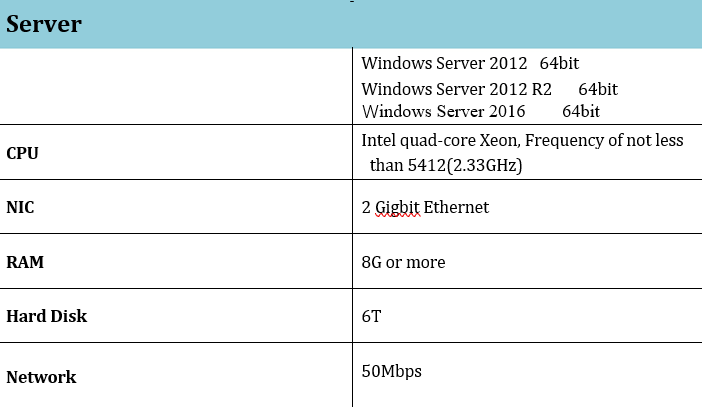 Server
Windows Server 2012 64bit
Windows Server 2012 R2 64bit
Windows Server 2016 64bit
CPU
Intel quad-core Xeon, Frequency of not less
than 5412(2.33GHz)
NIC
2 Gigbit Ethernet
RAM
8G or more
Hard Disk
6T
Network
50Mbps